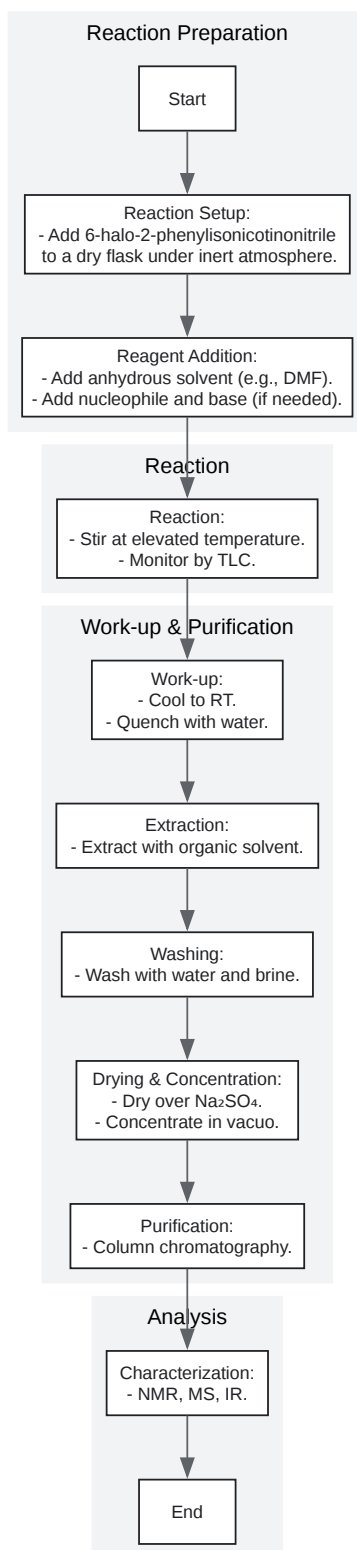 Reaction Preparation
Start
Reaction Setup:
- Add 6-halo-2-phenylisonicotinonitrile
to a dry flask under inert atmosphere.
Reagent Addition:
- Add anhydrous solvent (e.g., DMF).
- Add nucleophile and base (if needed).
Reaction
Reaction:
- Stir at elevated temperature.
- Monitor by TLC.
Work-up & Purification
Work-up:
- Cool to RT.
- Quench with water.
Extraction:
- Extract with organic solvent.
Washing:
- Wash with water and brine.
Drying & Concentration:
- Dry over Na₂SO₄.
- Concentrate in vacuo.
Purification:
- Column chromatography.
Analysis
Characterization:
- NMR, MS, IR.
End